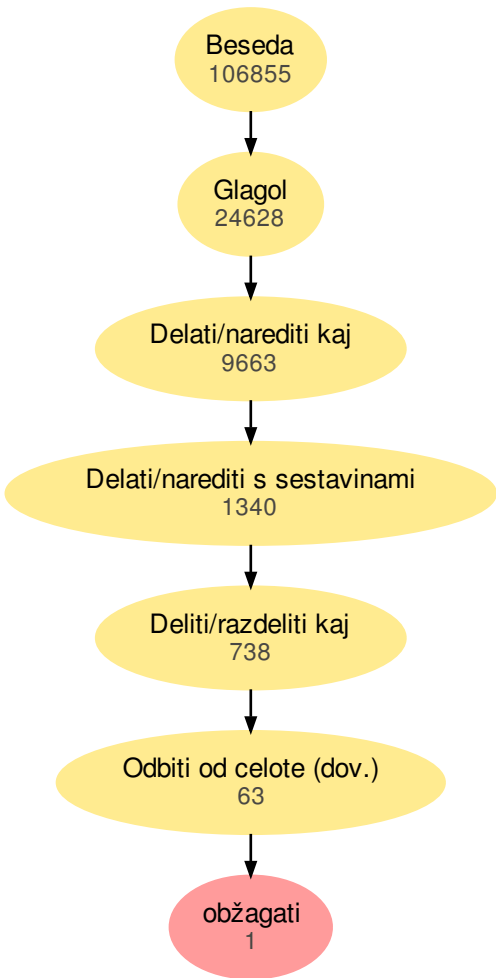 Beseda
106855
Glagol
24628
Delati/narediti kaj
9663
Delati/narediti s sestavinami
1340
Deliti/razdeliti kaj
738
Odbiti od celote (dov.)
63
obžagati
1